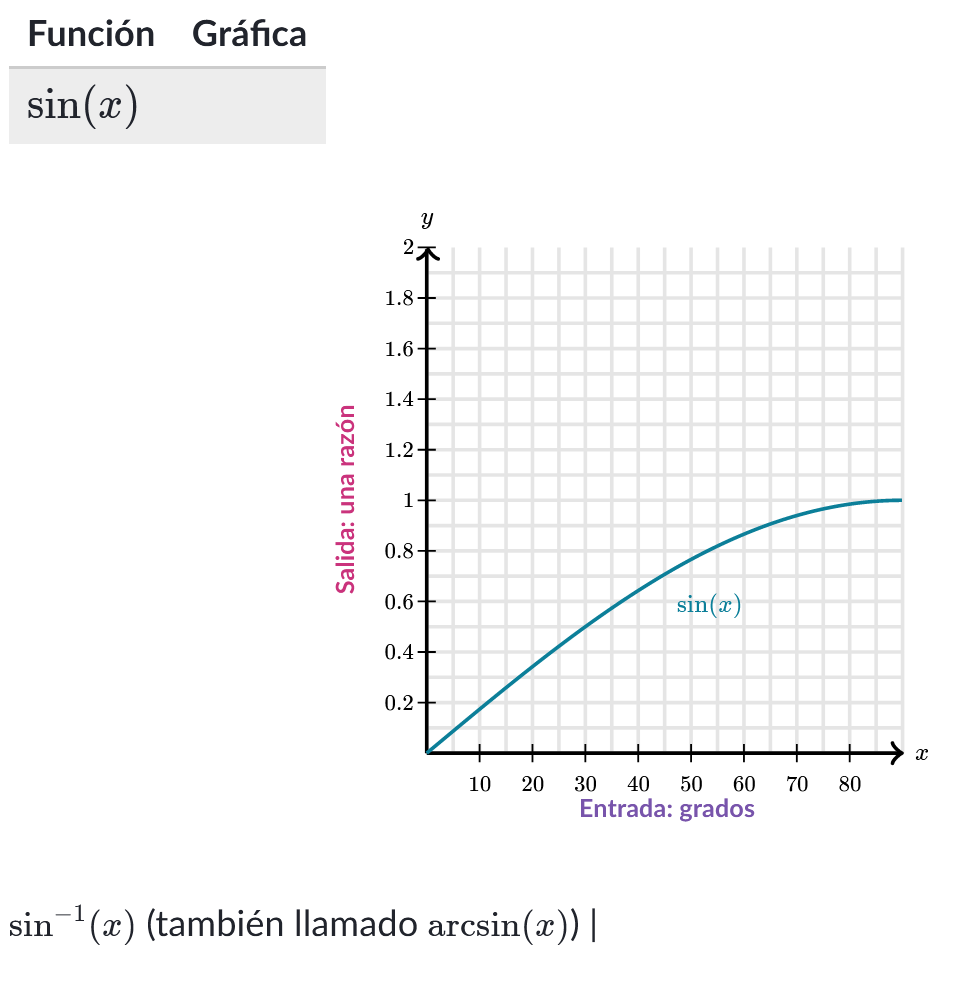 Función Gráfica
sin(x)
y
2
1.8
1.6
1.4
1.2
1
0.8
0.6
0.4
0.2
Salida: una razón
sin(x)
x
10 20 30 40 50 60 70 80
Entrada: grados
sin⁻¹(x) (también llamado arcsin(x)) |